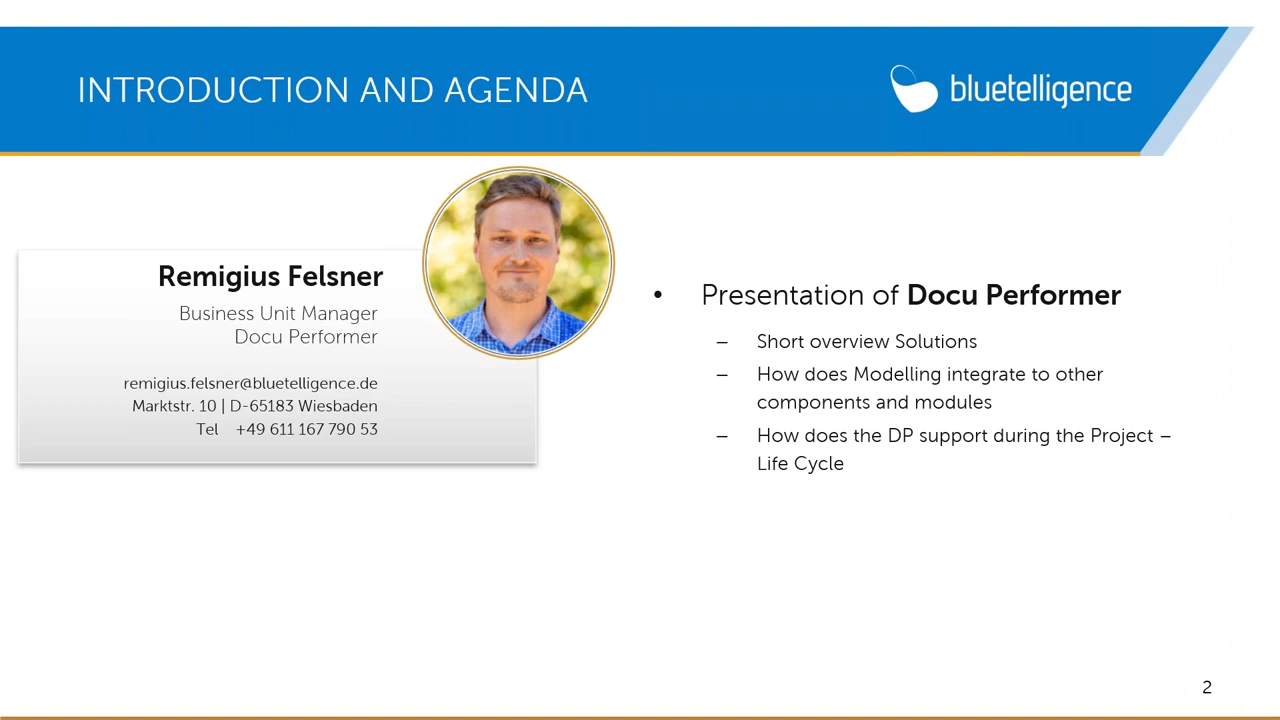 INTRODUCTION AND AGENDA
bluetelligence
Remigius Felsner
Business Unit Manager
Docu Performer
remigius.felsner@bluetelligence.de
Marktstr. 10 | D-65183 Wiesbaden
Tel +49 611 167 790 53
• Presentation of Docu Performer
– Short overview Solutions
– How does Modelling integrate to other
components and modules
– How does the DP support during the Project –
Life Cycle
2